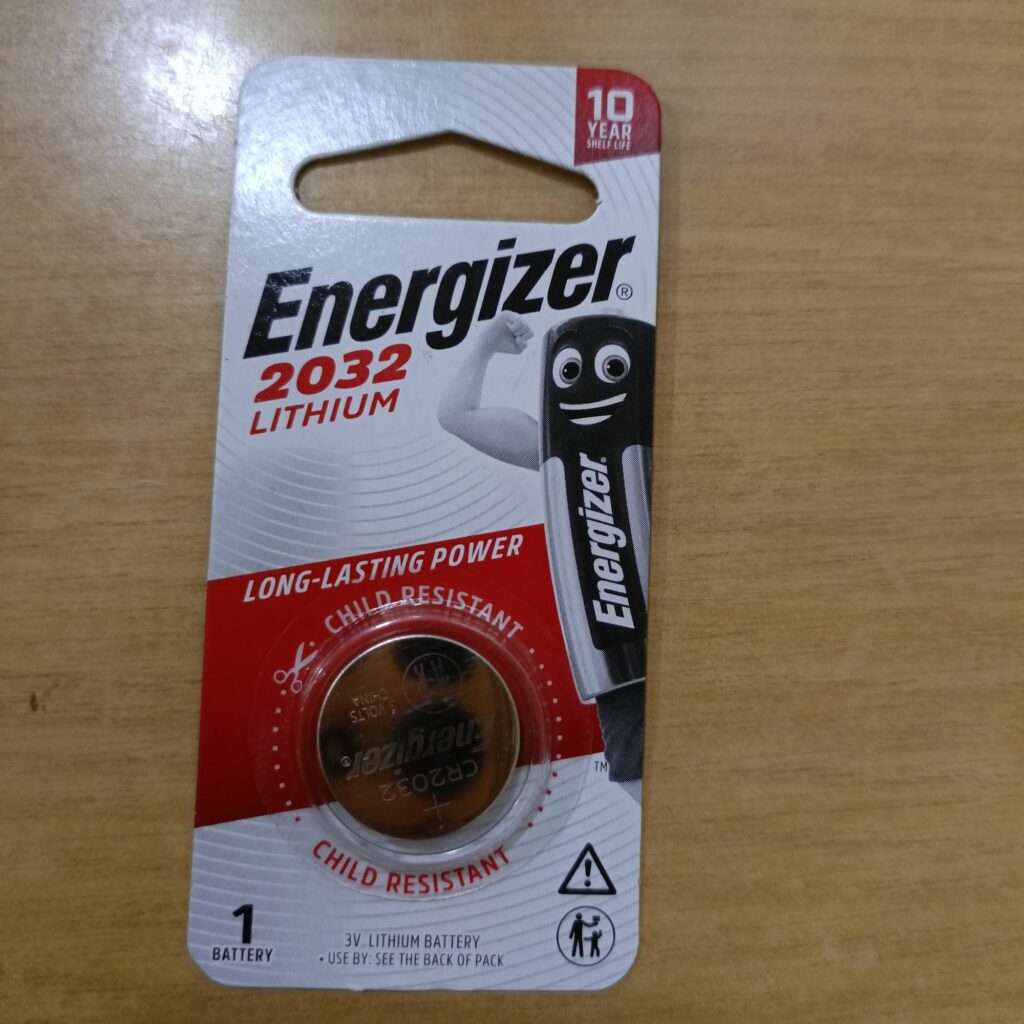 10
YEAR
SHELF LIFE
Energizer®
2032
LITHIUM
Energizer®
LONG-LASTING POWER
CHILD RESISTANT
3 VOLTS
CHINA
Energizer®
CR2032
+
TM
CHILD RESISTANT
1
BATTERY
3V LITHIUM BATTERY
• USE BY: SEE THE BACK OF PACK